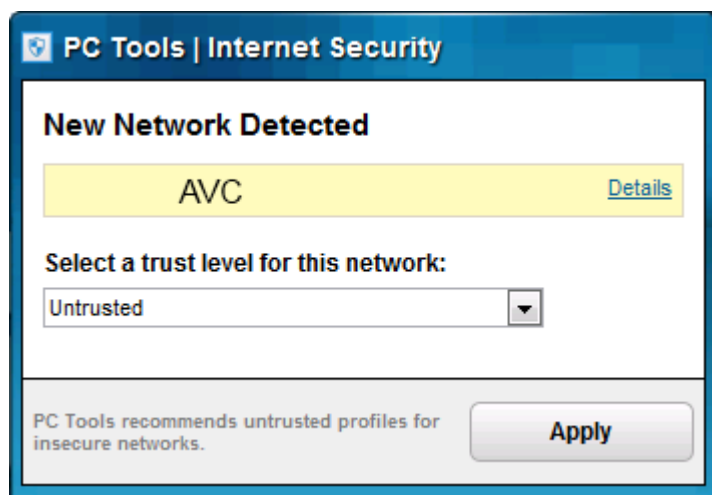 PC Tools | Internet Security
New Network Detected
AVC Details
Select a trust level for this network:
Untrusted
PC Tools recommends untrusted profiles for
insecure networks.
Apply